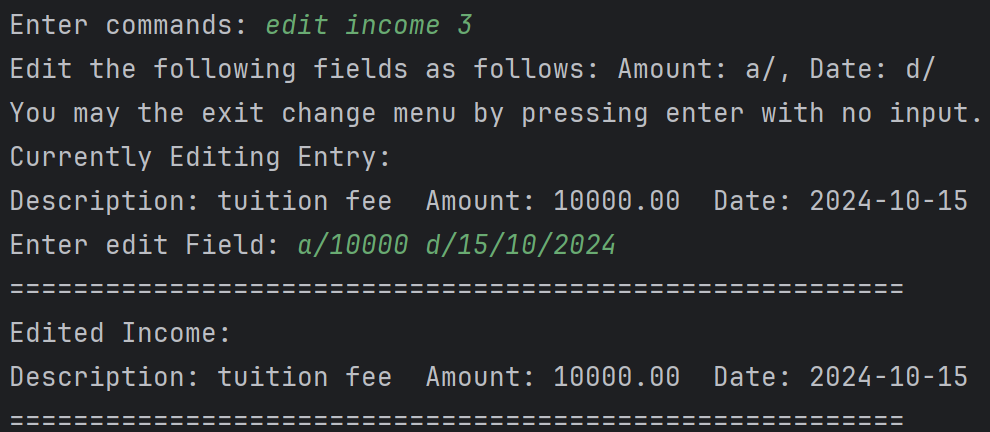 Enter commands: edit income 3
Edit the following fields as follows: Amount: a/, Date: d/
You may the exit change menu by pressing enter with no input.
Currently Editing Entry:
Description: tuition fee  Amount: 10000.00  Date: 2024-10-15
Enter edit Field: a/10000 d/15/10/2024
========================================================
Edited Income:
Description: tuition fee  Amount: 10000.00  Date: 2024-10-15
========================================================